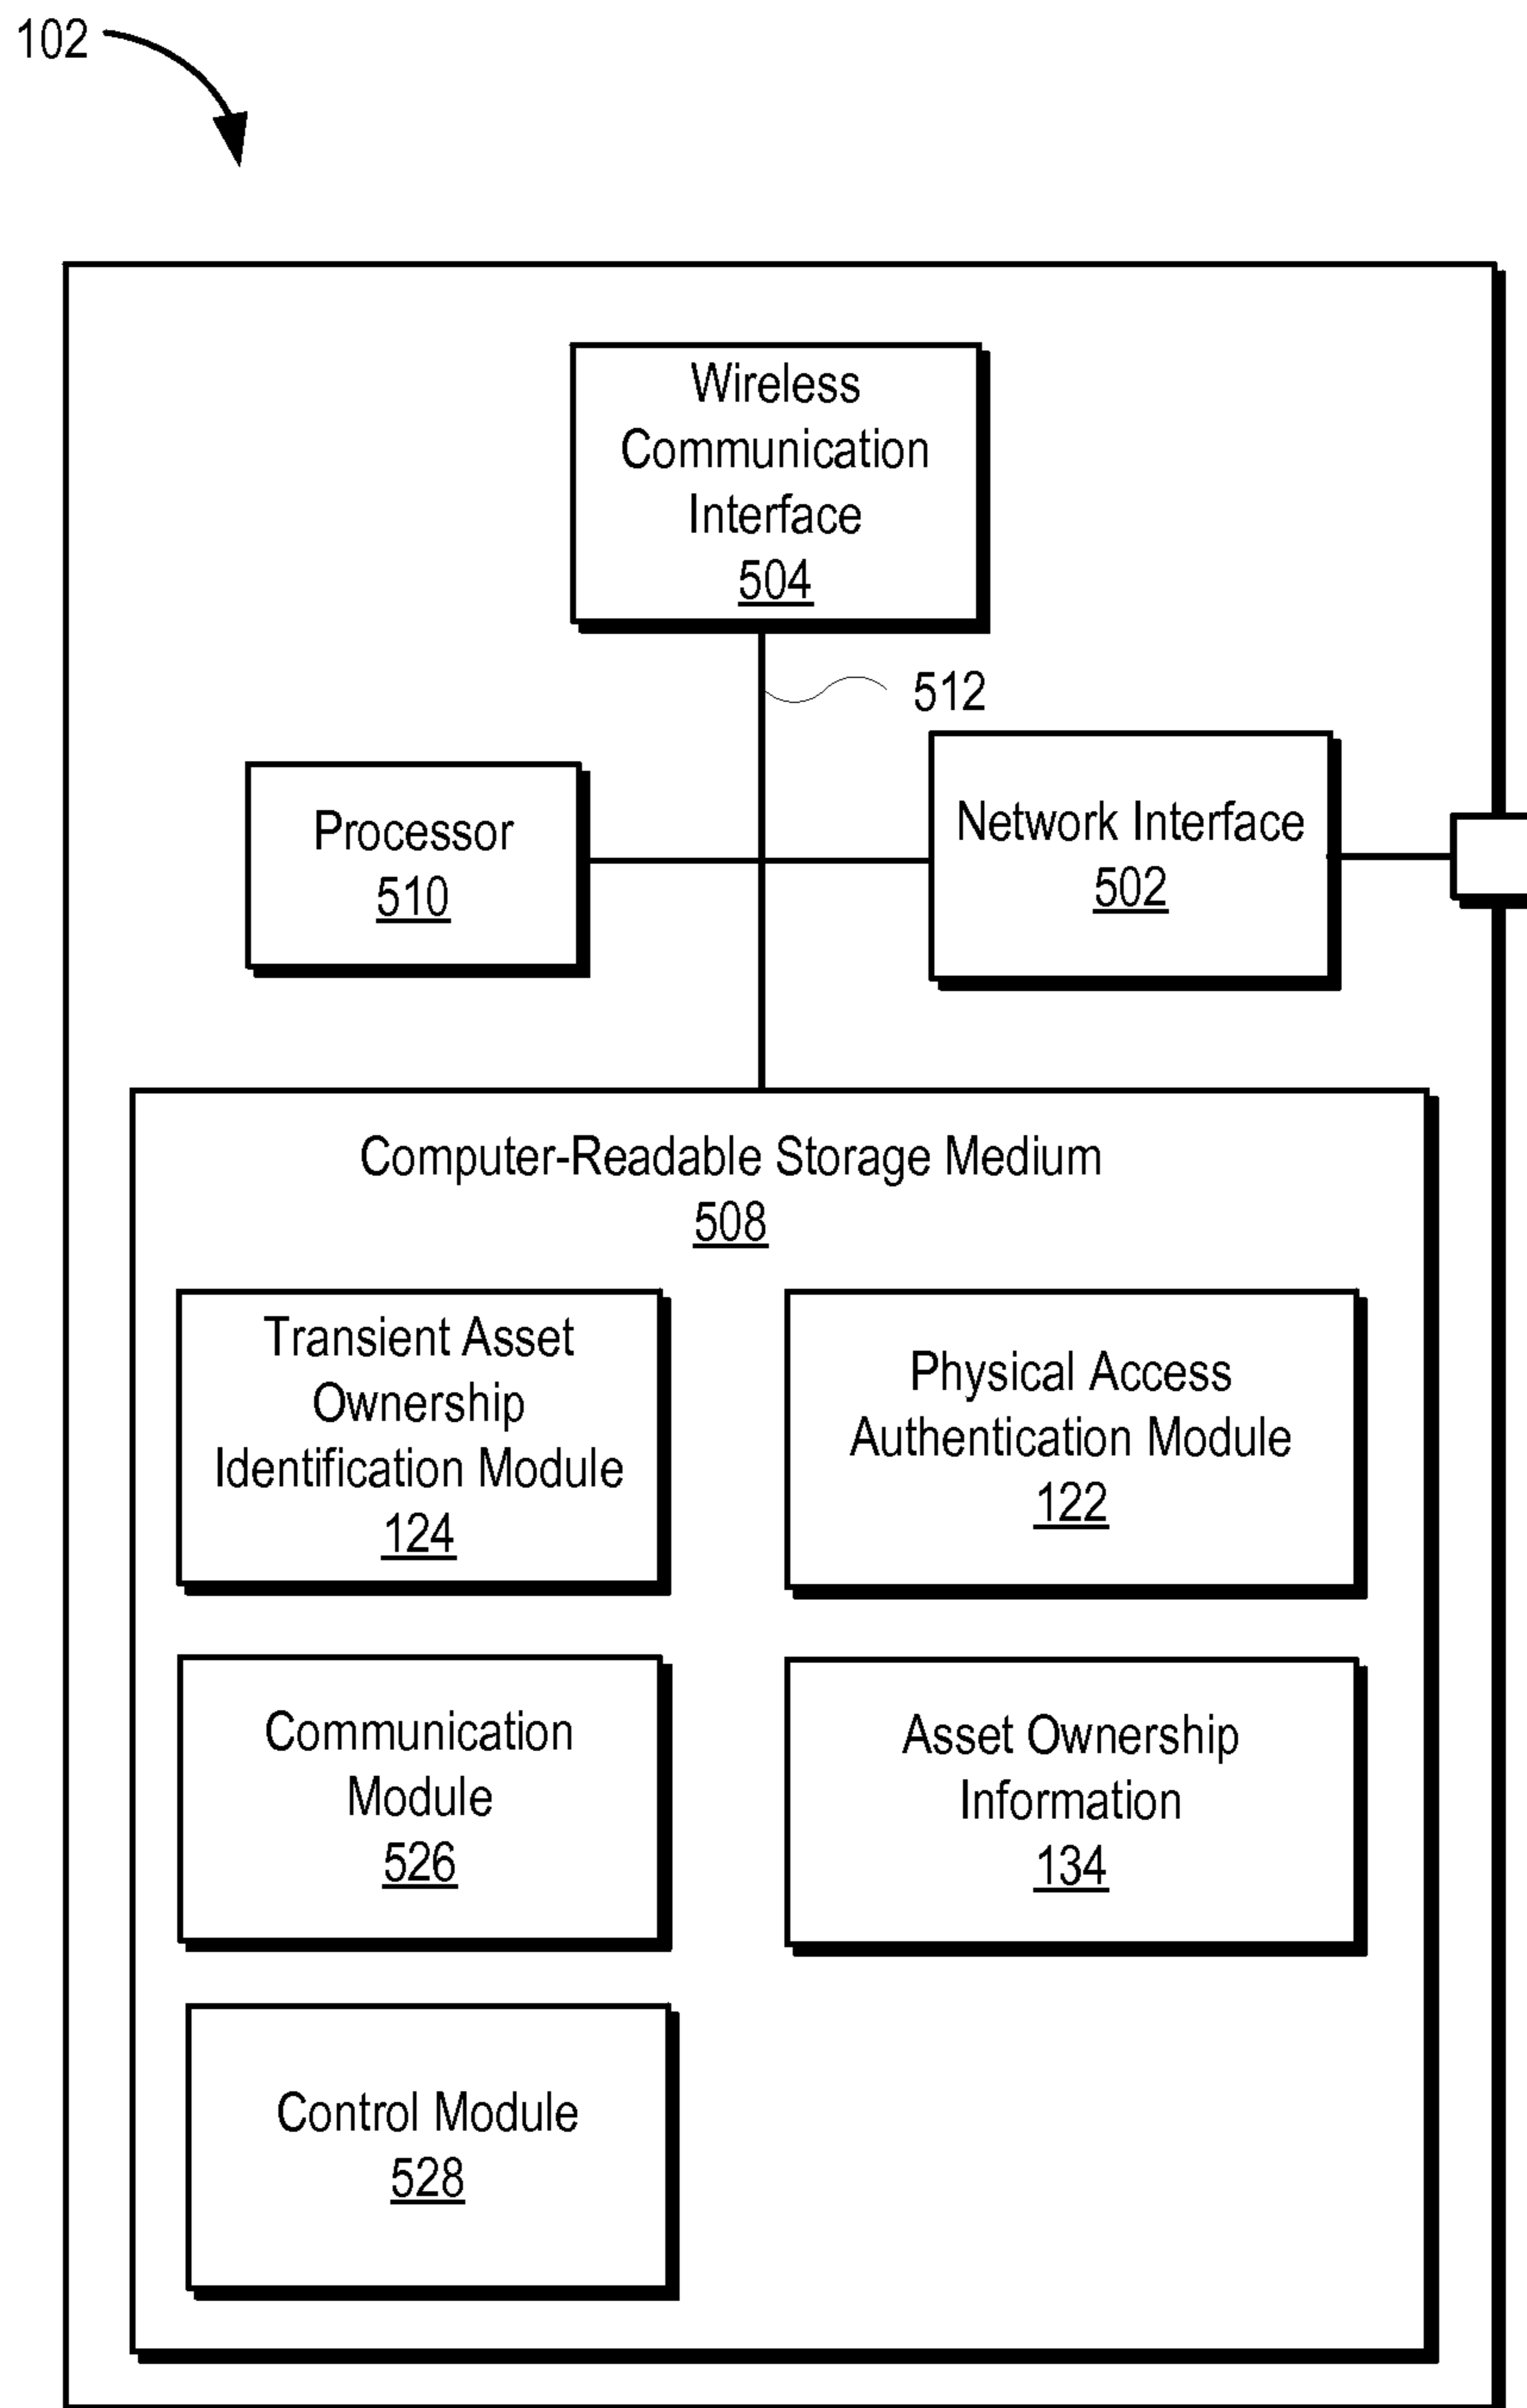 102
Wireless
Communication
Interface
504
512
Processor
510
Network Interface
502
Computer-Readable Storage Medium
508
Transient Asset
Ownership
Identification Module
124
Physical Access
Authentication Module
122
Communication
Module
526
Asset Ownership
Information
134
Control Module
528